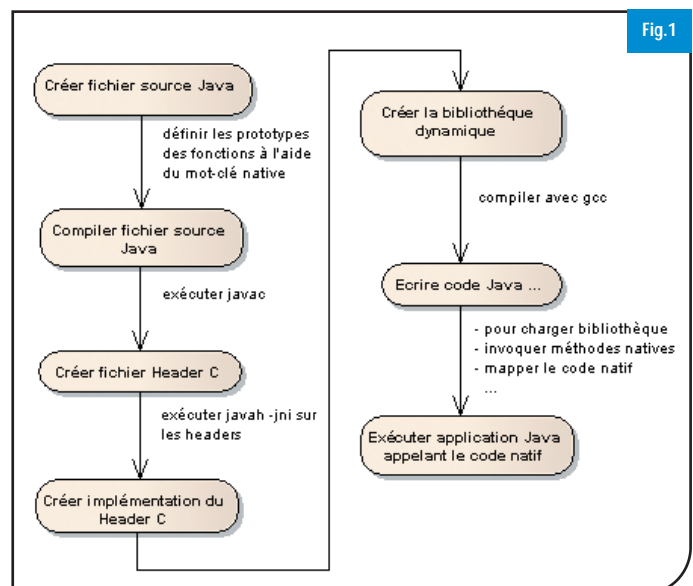 Fig.1
Créer fichier source Java
définir les prototypes
des fonctions à l'aide
du mot-clé native
Compiler fichier source
Java
exécuter javac
Créer fichier Header C
exécuter javah -jni sur
les headers
Créer implémentation du
Header C
Créer la bibliothéque
dynamique
compiler avec gcc
Ecrire code Java ...
- pour charger bibliothèque
- invoquer méthodes natives
- mapper le code natif
...
Exécuter application Java
appelant le code natif